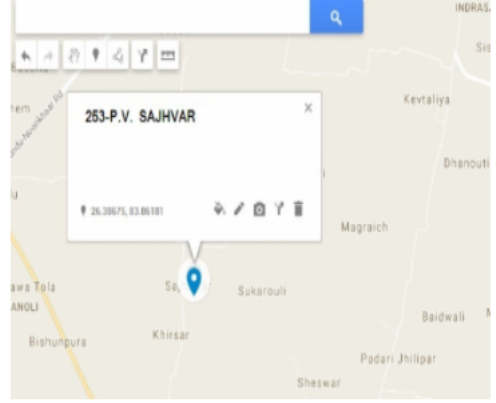 INDRAS
Sis
Kevtaliya
253-P.V. SAJHVAR
Dhanouti
26.38675, 83.86101
Magraich
awa Tola
Sukarouli
ANOLI
Baidwali
Khirsar
Bishunpura
Padari Jhilipar
Sheswar